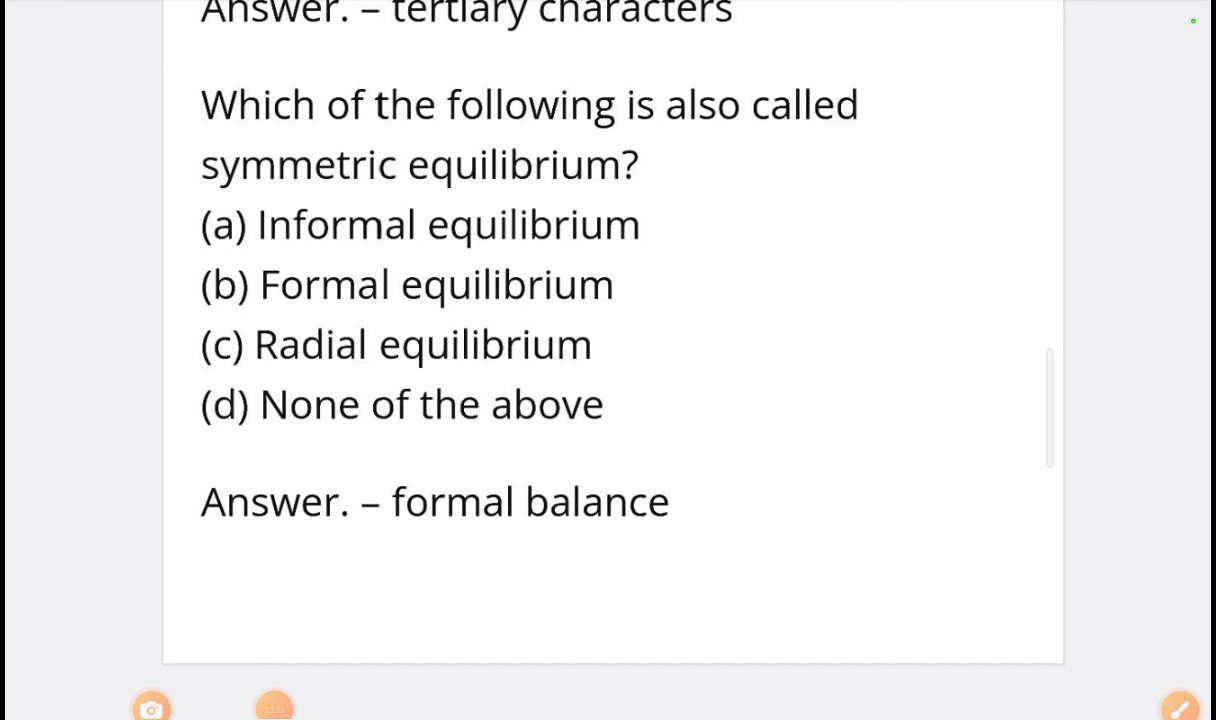 Answer. – tertiary characters
Which of the following is also called
symmetric equilibrium?
(a) Informal equilibrium
(b) Formal equilibrium
(c) Radial equilibrium
(d) None of the above
Answer. – formal balance